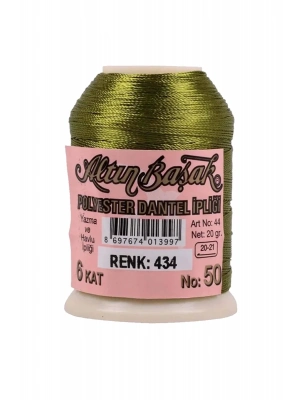 Altun Başak
POLYESTER DANTEL İPLİĞİ
Yazma
ve
Havlu
İpliği
Art No: 44
Net: 20 gr.
20-21
8 697674 013997
RENK: 434
6 KAT
No: 50